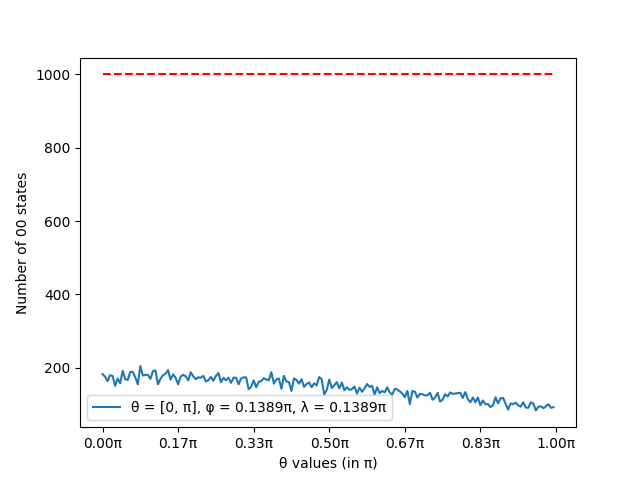 1000
800
600
400
200
Number of 00 states
θ = [0, π], φ = 0.1389π, λ = 0.1389π
0.00π 0.17π 0.33π 0.50π 0.67π 0.83π 1.00π
θ values (in π)